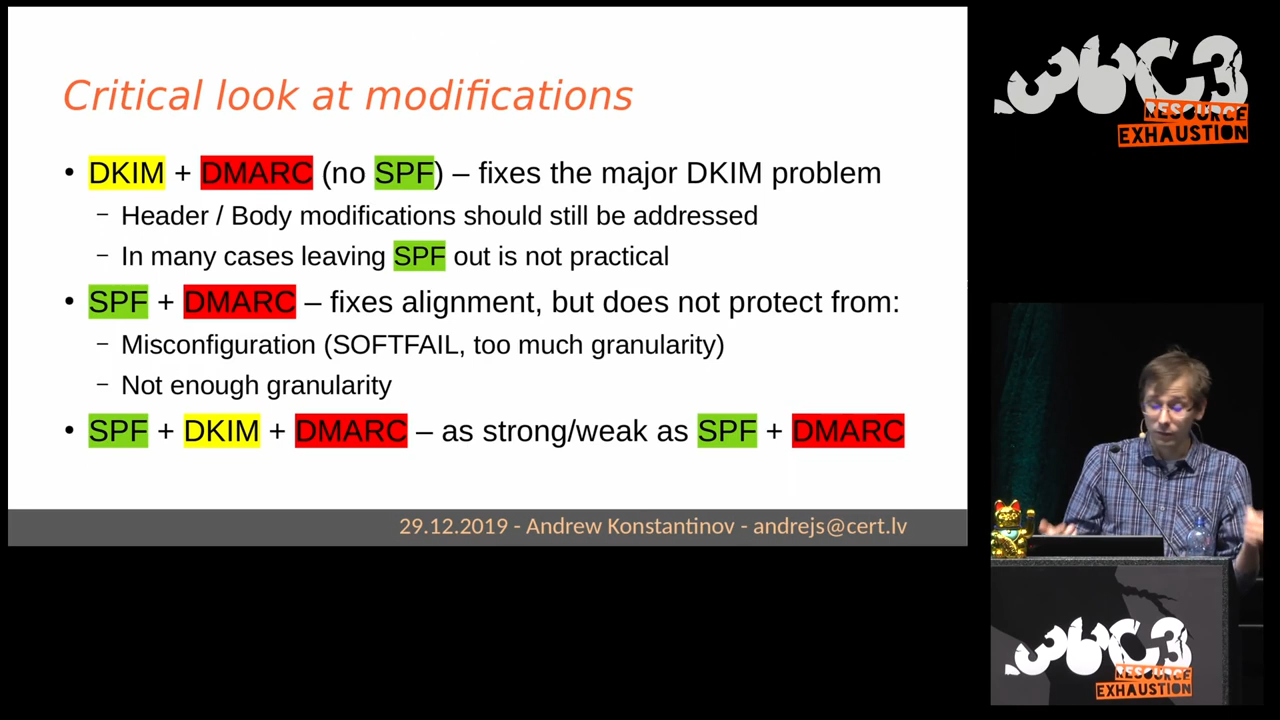 Critical look at modifications
• DKIM + DMARC (no SPF) – fixes the major DKIM problem
– Header / Body modifications should still be addressed
– In many cases leaving SPF out is not practical
• SPF + DMARC – fixes alignment, but does not protect from:
– Misconfiguration (SOFTFAIL, too much granularity)
– Not enough granularity
• SPF + DKIM + DMARC – as strong/weak as SPF + DMARC
29.12.2019 - Andrew Konstantinov - andrejs@cert.lv
36C3
RESOURCE
EXHAUSTION
36C3
RESOURCE
EXHAUSTION